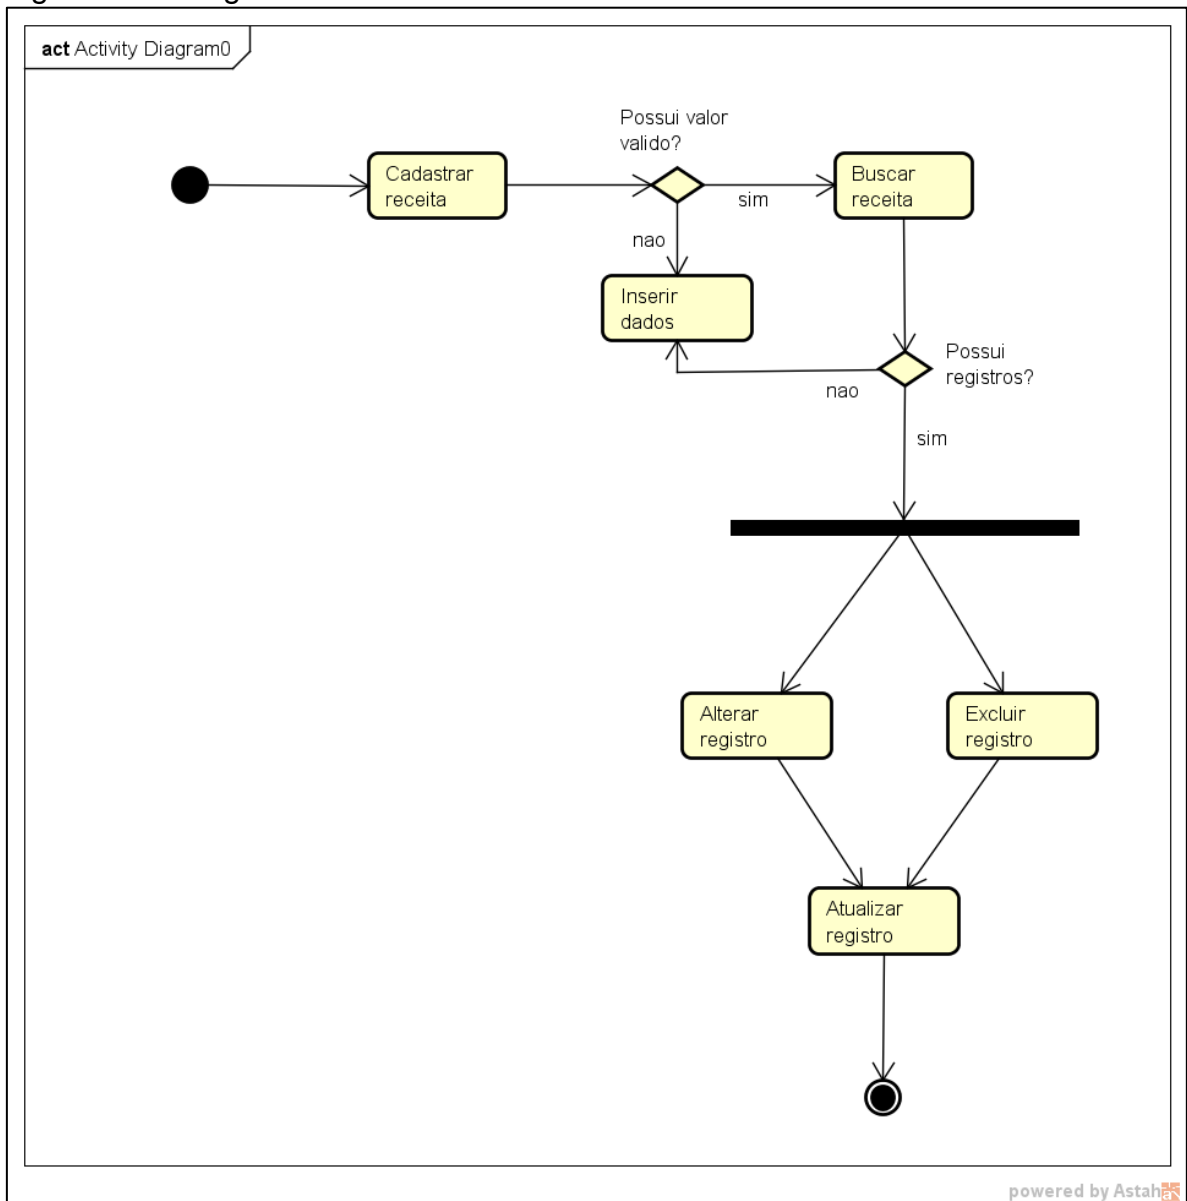 act Activity Diagram0
Possui valor
valido?
Cadastrar
receita
sim
Buscar
receita
nao
Inserir
dados
Possui
registros?
nao
sim
Alterar
registro
Excluir
registro
Atualizar
registro
powered by Astah